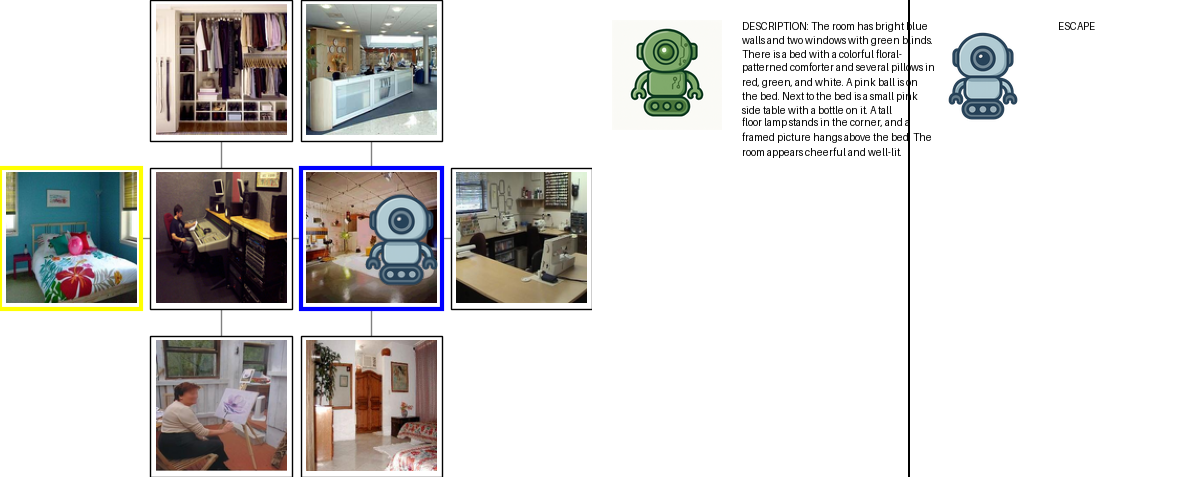 DESCRIPTION: The room has bright blue
walls and two windows with green blinds.
There is a bed with a colorful floral-
patterned comforter and several pillows in
red, green, and white. A pink ball is on
the bed. Next to the bed is a small pink
side table with a bottle on it. A tall
floor lamp stands in the corner, and a
framed picture hangs above the bed. The
room appears cheerful and well-lit.
ESCAPE